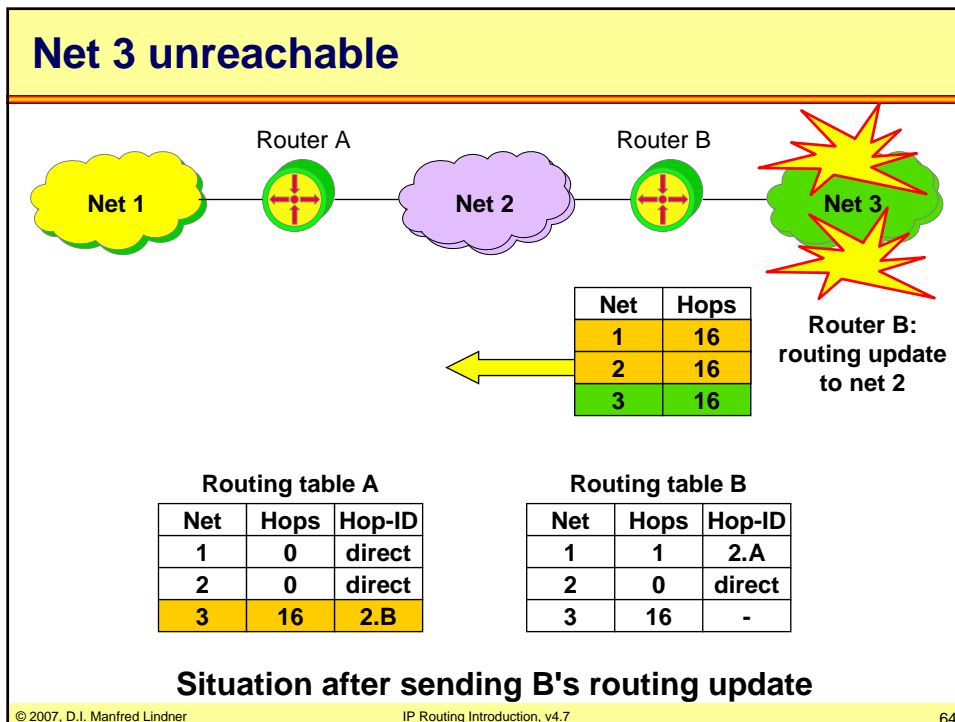 Net 3 unreachable
Router A
Router B
Net 1
Net 2
Net 3
Net Hops
1 16
2 16
3 16
Router B:
routing update
to net 2
Routing table A
Net Hops Hop-ID
1 0 direct
2 0 direct
3 16 2.B
Routing table B
Net Hops Hop-ID
1 1 2.A
2 0 direct
3 16 -
Situation after sending B's routing update
© 2007, D.I. Manfred Lindner
IP Routing Introduction, v4.7
64